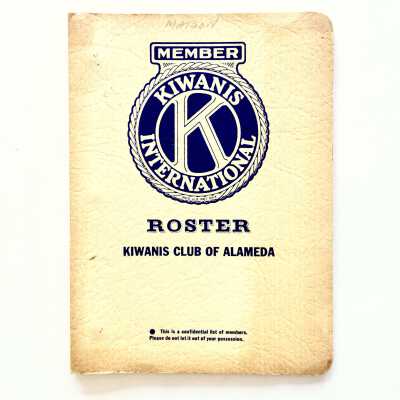 MEMBER
KIWANIS
K
INTERNATIONAL
ROSTER
KIWANIS CLUB OF ALAMEDA
● This is a confidential list of members.
Please do not let it out of your possession.